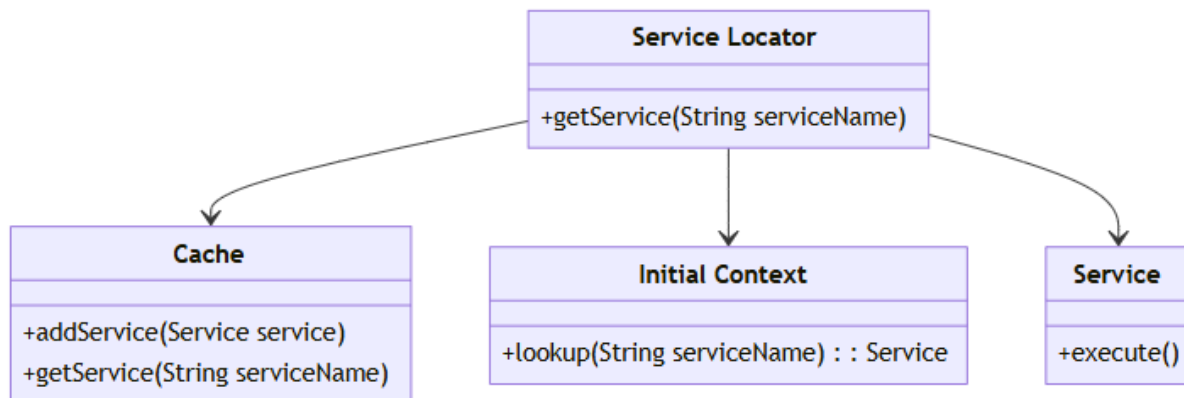 Service Locator
+getService(String serviceName)
Cache
+addService(Service service)
+getService(String serviceName)
Initial Context
+lookup(String serviceName) : : Service
Service
+execute()